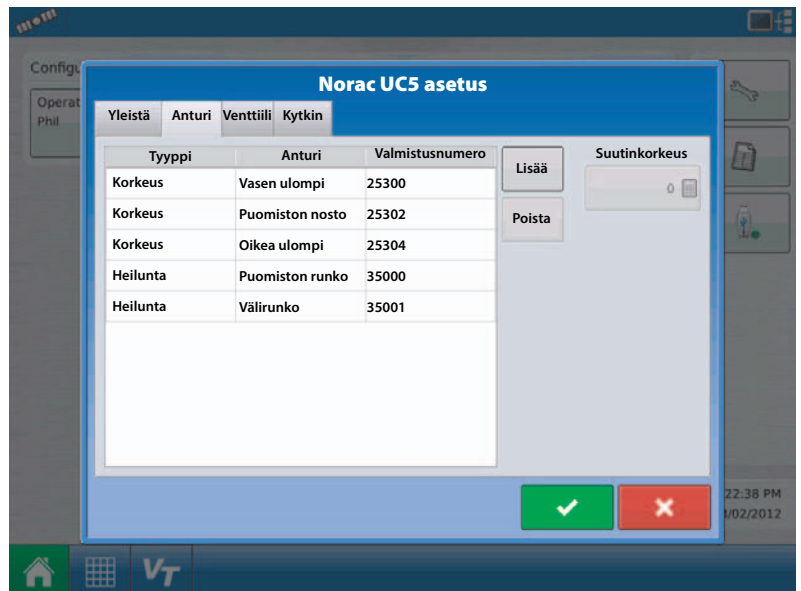 Configu
Norac UC5 asetus
Operat
Phil
Yleistä Anturi Venttiili Kytkin
Tyyppi Anturi Valmistusnumero
Korkeus Vasen ulompi 25300
Korkeus Puomiston nosto 25302
Korkeus Oikea ulompi 25304
Heilunta Puomiston runko 35000
Heilunta Välirunko 35001
Lisää
Poista
Suutinkorkeus
0
22:38 PM
/02/2012
VT